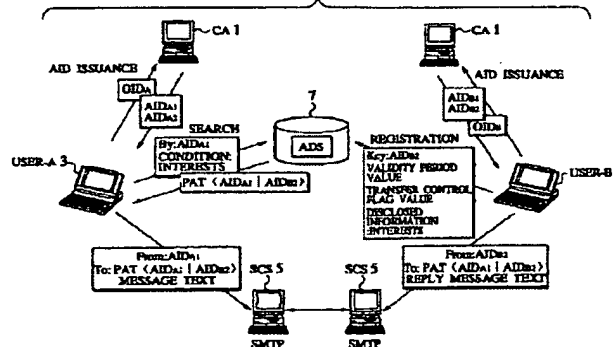 CA 1
CA 1
AID ISSUANCE
AID ISSUANCE
OIDA
AIDA1
AIDA2
AIDB1
AIDB2
OIDB
7
ADS
SEARCH
By:AIDA1
CONDITION:
INTERESTS
PAT <AIDA1 | AIDB2>
REGISTRATION
Key:AIDB2
VALIDITY PERIOD
VALUE
TRANSFER CONTROL
FLAG VALUE
DISCLOSED
INFORMATION
:INTERESTS
USER-A 3
USER-B
From:AIDA1
To: PAT <AIDA1 | AIDB2>
MESSAGE TEXT
From:AIDB2
To: PAT <AIDA1 | AIDB2>
REPLY MESSAGE TEXT
SCS 5
SCS 5
SMTP
SMTP